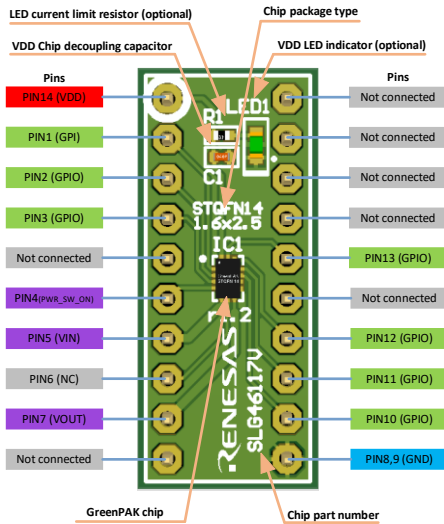 LED current limit resistor (optional)
Chip package type
VDD Chip decoupling capacitor
VDD LED indicator (optional)
Pins
Pins
PIN14 (VDD)
Not connected
PIN1 (GPI)
Not connected
PIN2 (GPIO)
Not connected
PIN3 (GPIO)
Not connected
Not connected
PIN13 (GPIO)
PIN4(PWR_SW_ON)
Not connected
PIN5 (VIN)
PIN12 (GPIO)
PIN6 (NC)
PIN11 (GPIO)
PIN7 (VOUT)
PIN10 (GPIO)
Not connected
PIN8,9 (GND)
LED1
R1
C1
STQFN14
1.6x2.5
IC1
RENESAS
SLG46117V
GreenPAK chip
Chip part number